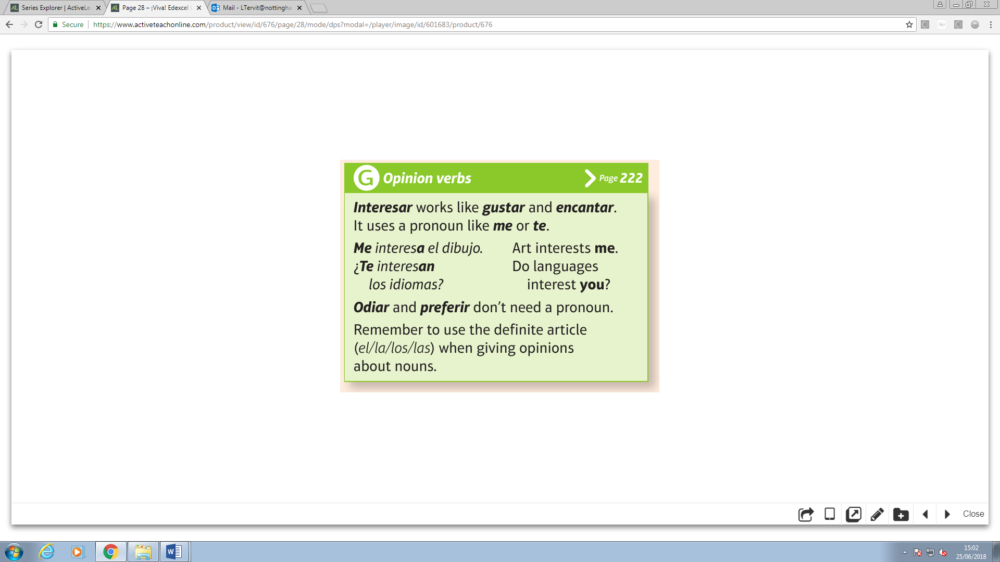 Series Explorer | ActiveLe
Page 28 – ¡Viva! Edexcel
Mail - LTervit@nottingha
Secure
https://www.activeteachonline.com/product/view/id/676/page/28/mode/dps?modal=/player/image/id/601683/product/676
G Opinion verbs Page 222
Interesar works like gustar and encantar.
It uses a pronoun like me or te.
Me interesa el dibujo. Art interests me.
¿Te interesan Do languages
los idiomas? interest you?
Odiar and preferir don't need a pronoun.
Remember to use the definite article
(el/la/los/las) when giving opinions
about nouns.
Close
15:02
25/06/2018